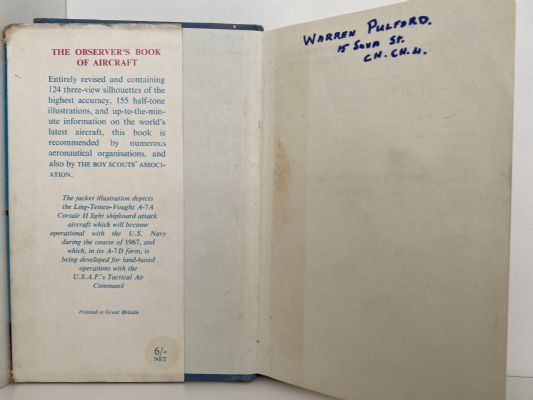 THE OBSERVER'S BOOK
OF AIRCRAFT
Entirely revised and containing
124 three-view silhouettes of the
highest accuracy, 155 half-tone
illustrations, and up-to-the-min-
ute information on the world's
latest aircraft, this book is
recommended by numerous
aeronautical organisations, and
also by THE BOY SCOUTS' ASSOCI-
ATION.
The jacket illustration depicts
the Ling-Temco-Vought A-7A
Corsair II light shipboard attack
aircraft which will become
operational with the U.S. Navy
during the course of 1967, and
which, in its A-7D form, is
being developed for land-based
operations with the
U.S.A.F.'s Tactical Air
Command
Printed in Great Britain
6/-
NET
WARREN PULFORD.
15 St.
CH.CH.4.